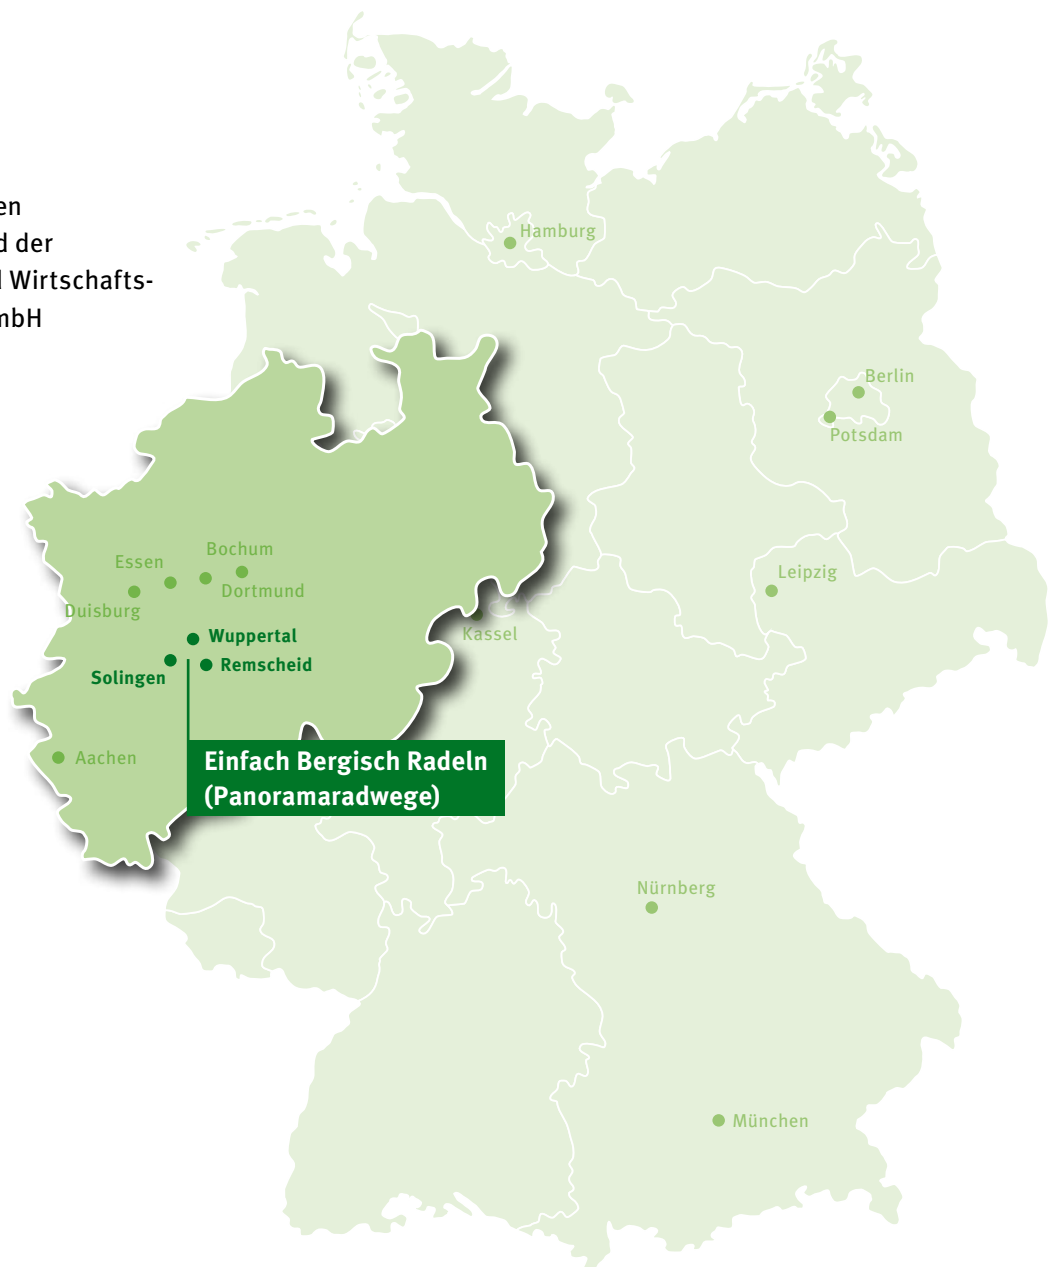 en
d der
d Wirtschafts-
mbH
Hamburg
Berlin
Potsdam
Essen
Bochum
Duisburg
Dortmund
Leipzig
Wuppertal
Kassel
Solingen
Remscheid
Aachen
Einfach Bergisch Radeln
(Panoramaradwege)
Nürnberg
München